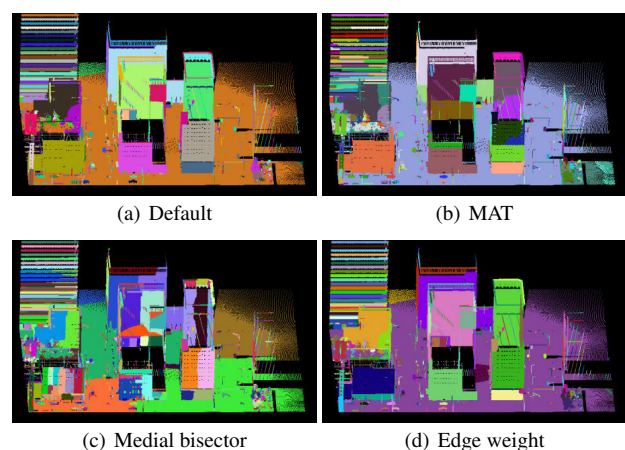 (a) Default
(b) MAT
(c) Medial bisector
(d) Edge weight